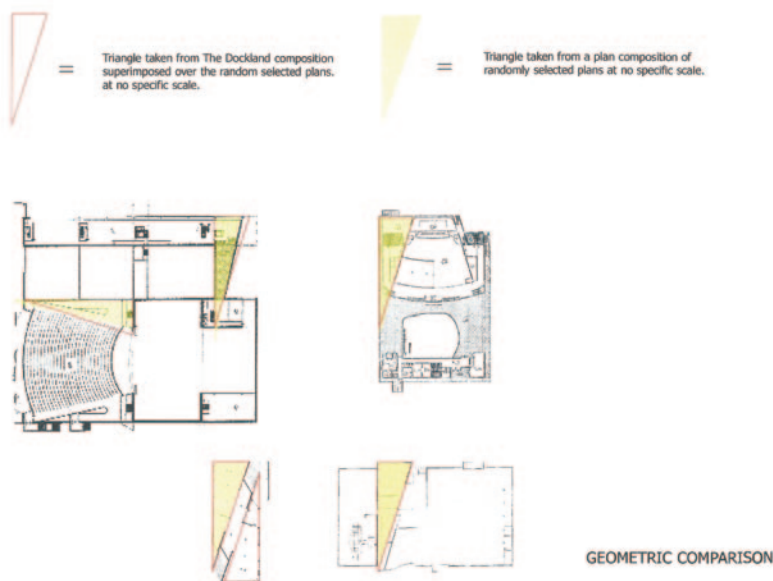 =
Triangle taken from The Dockland composition
superimposed over the random selected plans.
at no specific scale.
=
Triangle taken from a plan composition of
randomly selected plans at no specific scale.
GEOMETRIC COMPARISON